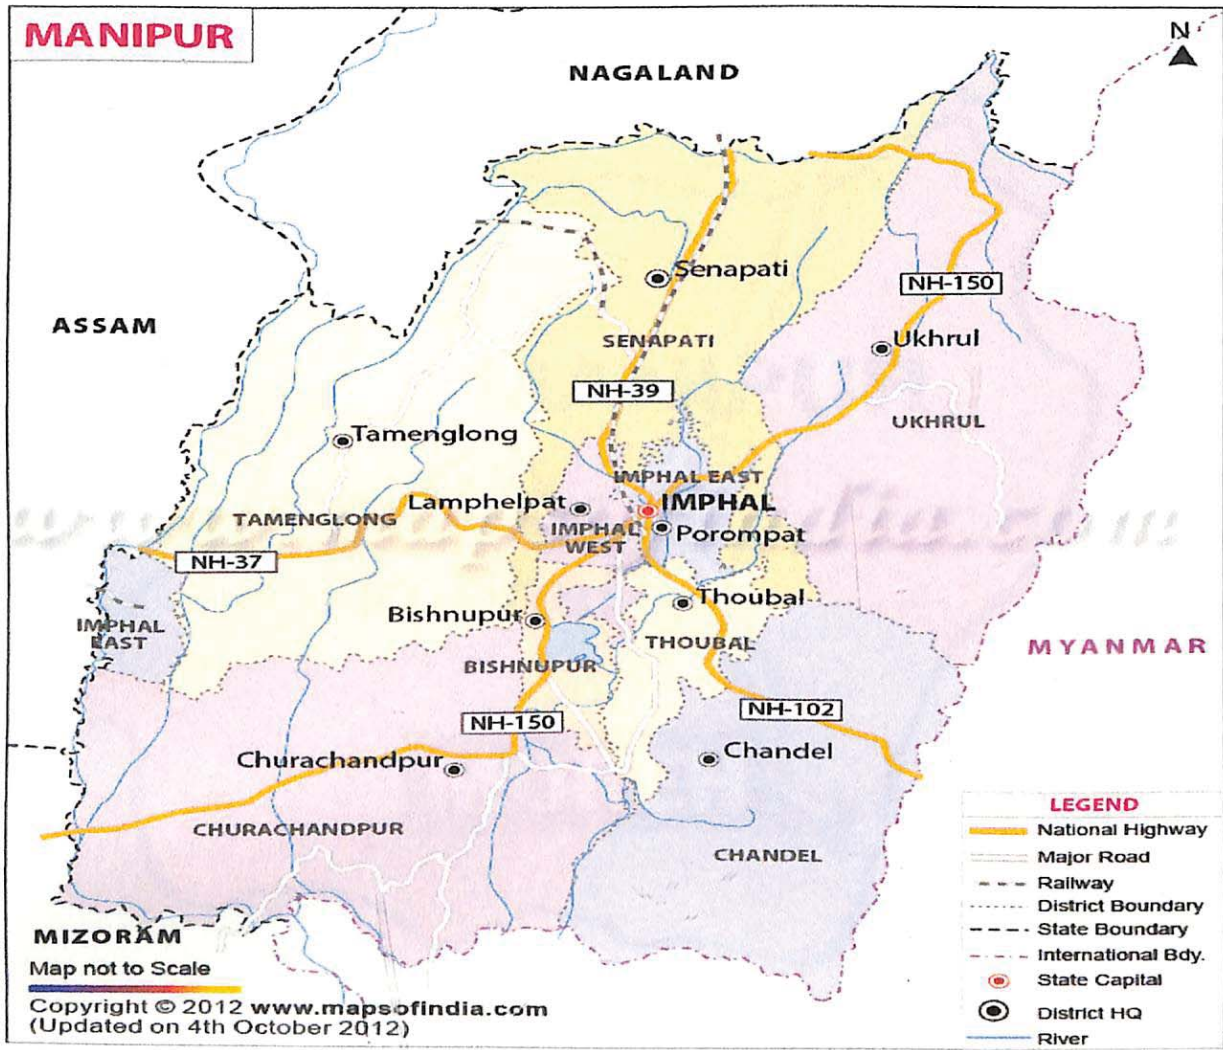 MANIPUR
N
NAGALAND
Senapati
NH-150
ASSAM
Ukhrul
SENAPATI
NH-39
UKHRUL
Tamenglong
IMPHAL EAST
Lamphelpat
IMPHAL
TAMENGLONG
IMPHAL
WEST
Porompat
NH-37
Thoubal
Bishnupur
IMPHAL
EAST
THOUBAL
MYANMAR
BISHNUPUR
NH-102
NH-150
Chandel
Churachandpur
CHURACHANDPUR
CHANDEL
LEGEND
National Highway
Major Road
Railway
District Boundary
State Boundary
International Bdy.
State Capital
District HQ
River
MIZORAM
Map not to Scale
Copyright © 2012 www.mapsofindia.com
(Updated on 4th October 2012)